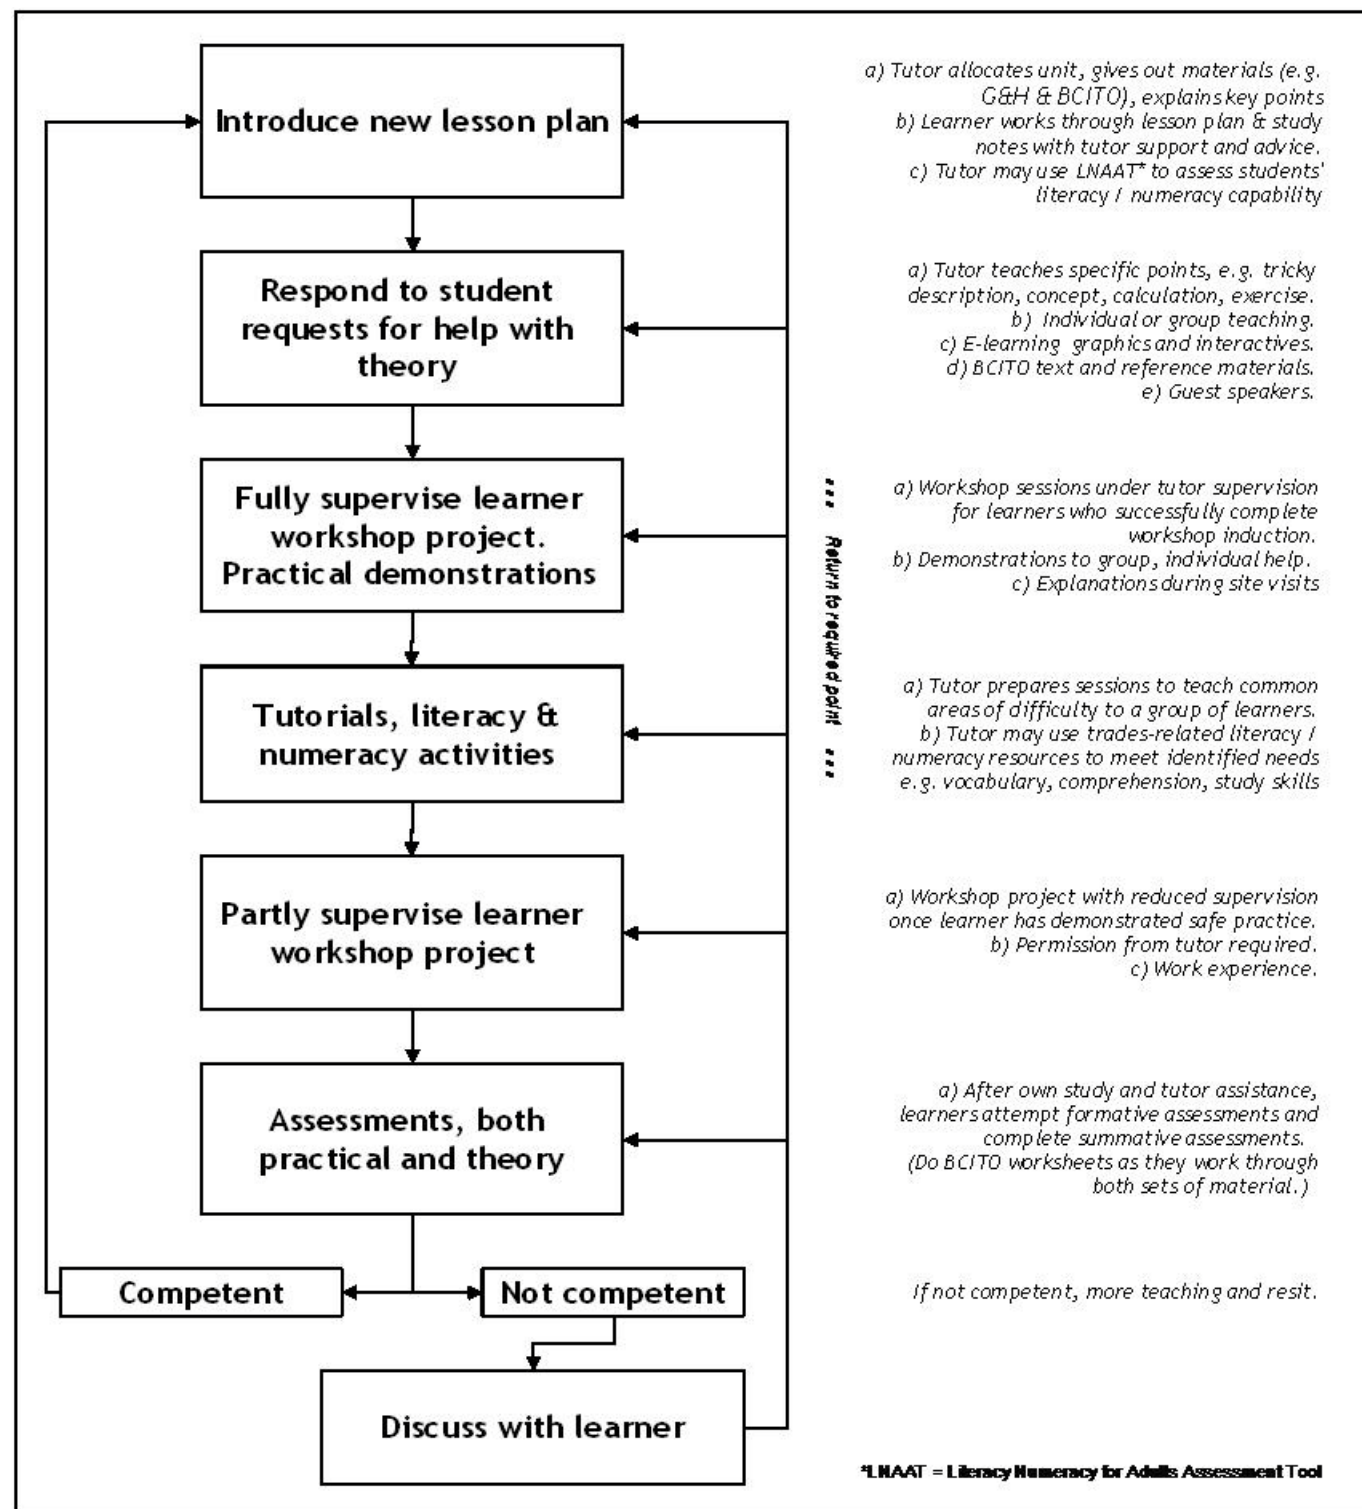 Introduce new lesson plan
a) Tutor allocates unit, gives out materials (e.g.
G&H & BCITO), explains key points
b) Learner works through lesson plan & study
notes with tutor support and advice.
c) Tutor may use LNAAT* to assess students'
literacy / numeracy capability
Respond to student
requests for help with
theory
a) Tutor teaches specific points, e.g. tricky
description, concept, calculation, exercise.
b) Individual or group teaching.
c) E-learning graphics and interactives.
d) BCITO text and reference materials.
e) Guest speakers.
Fully supervise learner
workshop project.
Practical demonstrations
a) Workshop sessions under tutor supervision
for learners who successfully complete
workshop induction.
b) Demonstrations to group, individual help.
c) Explanations during site visits
... Return to required point ...
Tutorials, literacy &
numeracy activities
a) Tutor prepares sessions to teach common
areas of difficulty to a group of learners.
b) Tutor may use trades-related literacy /
numeracy resources to meet identified needs
e.g. vocabulary, comprehension, study skills
Partly supervise learner
workshop project
a) Workshop project with reduced supervision
once learner has demonstrated safe practice.
b) Permission from tutor required.
c) Work experience.
Assessments, both
practical and theory
a) After own study and tutor assistance,
learners attempt formative assessments and
complete summative assessments.
(Do BCITO worksheets as they work through
both sets of material.)
Competent
Not competent
If not competent, more teaching and resit.
Discuss with learner
*LNAAT = Literacy Numeracy for Adults Assessment Tool